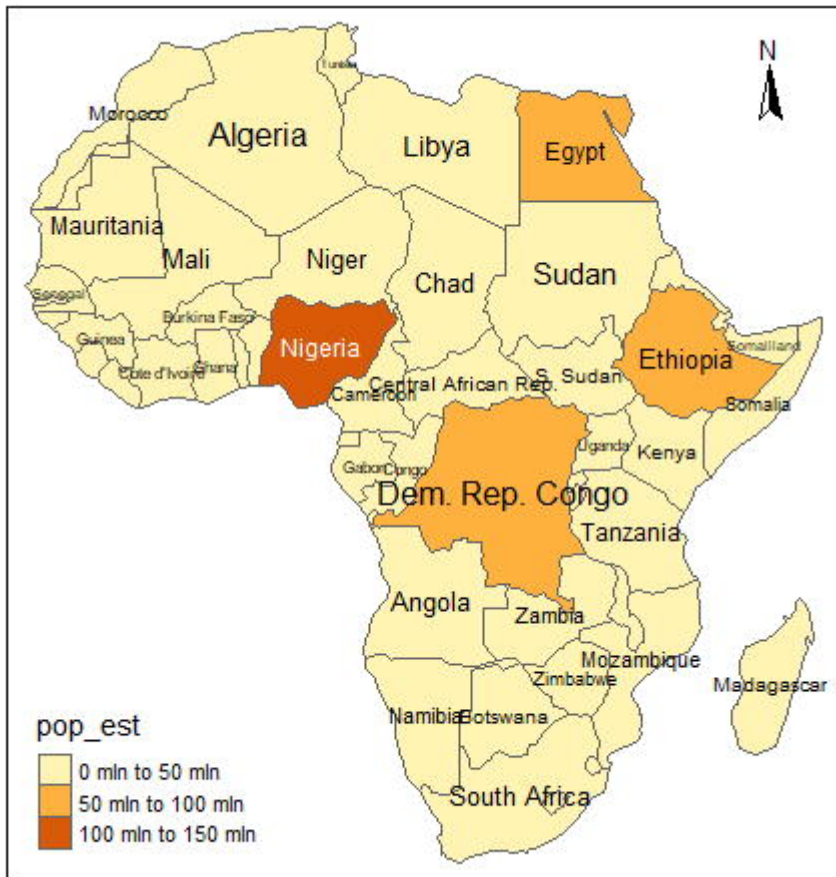 N
Tunisia
Morocco
Algeria
Libya
Egypt
Mauritania
Mali
Niger
Chad
Sudan
Senegal
Burkina Faso
Guinea
Nigeria
Somaliland
Ethiopia
Cote d'Ivoire
Ghana
S. Sudan
Central African Rep.
Cameroon
Somalia
Uganda
Kenya
Gabon
Congo
Dem. Rep. Congo
Tanzania
Angola
Zambia
Mozambique
Zimbabwe
Madagascar
Namibia
Botswana
South Africa
pop_est
0 mln to 50 mln
50 mln to 100 mln
100 mln to 150 mln